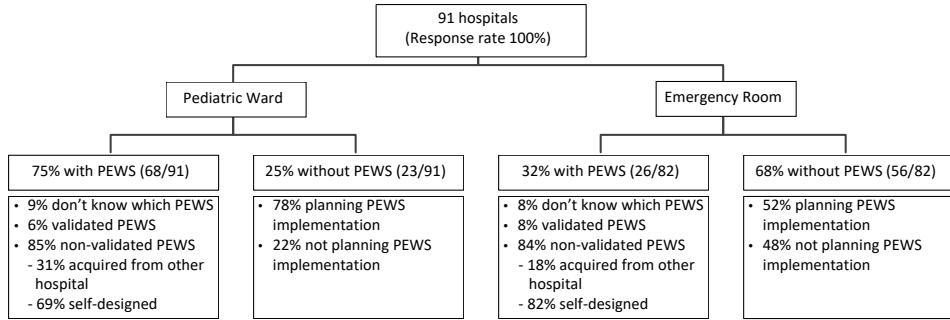 91 hospitals
(Response rate 100%)
Pediatric Ward
Emergency Room
75% with PEWS (68/91)
25% without PEWS (23/91)
32% with PEWS (26/82)
68% without PEWS (56/82)
• 9% don't know which PEWS
• 6% validated PEWS
• 85% non-validated PEWS
- 31% acquired from other
hospital
- 69% self-designed
• 78% planning PEWS
implementation
• 22% not planning PEWS
implementation
• 8% don't know which PEWS
• 8% validated PEWS
• 84% non-validated PEWS
- 18% acquired from other
hospital
- 82% self-designed
• 52% planning PEWS
implementation
• 48% not planning PEWS
implementation